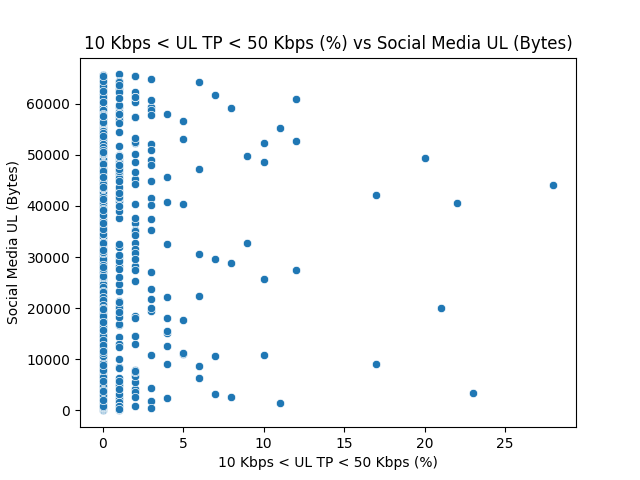 10 Kbps < UL TP < 50 Kbps (%) vs Social Media UL (Bytes)
60000
50000
40000
30000
20000
10000
0
Social Media UL (Bytes)
0 5 10 15 20 25
10 Kbps < UL TP < 50 Kbps (%)